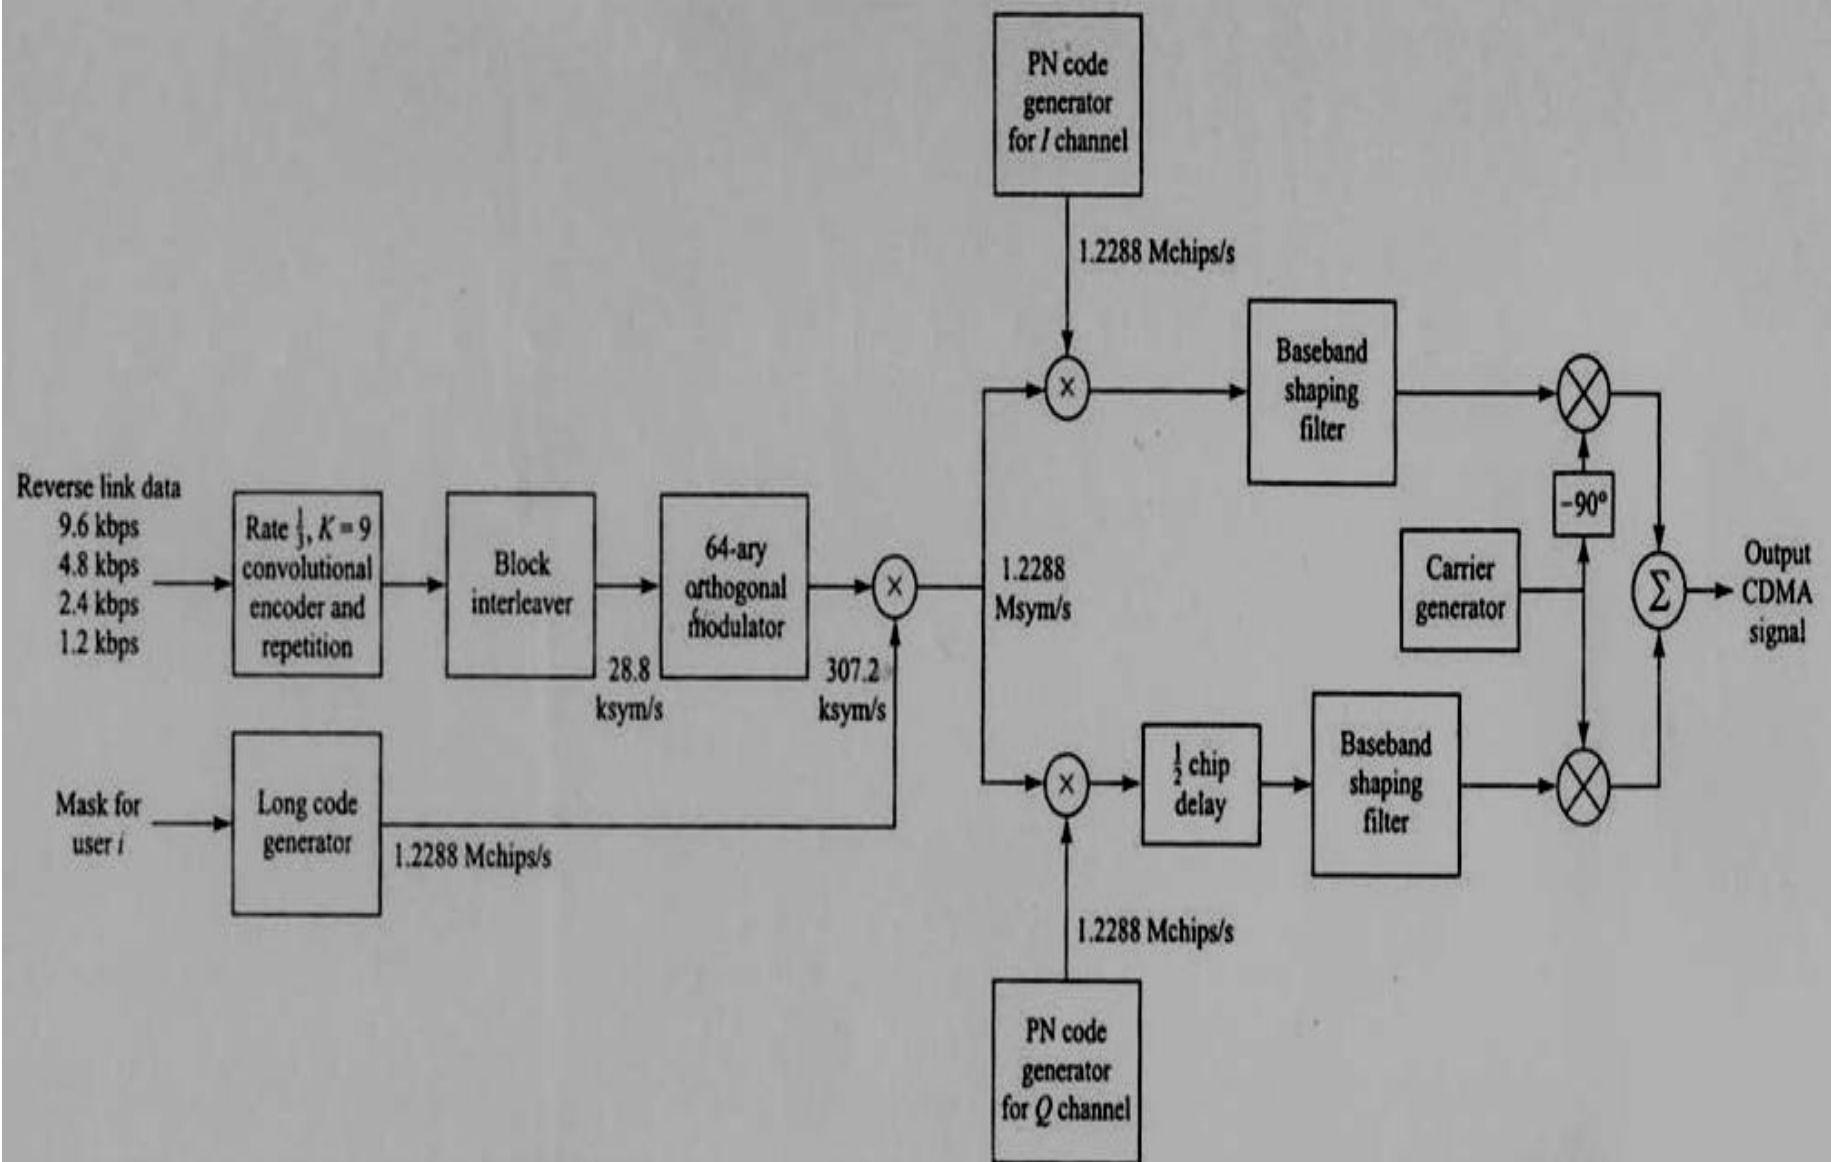 PN code
generator
for I channel
1.2288 Mchips/s
Baseband
shaping
filter
-90°
Reverse link data
9.6 kbps
4.8 kbps
2.4 kbps
1.2 kbps
Rate 1/3, K = 9
convolutional
encoder and
repetition
Block
interleaver
28.8
ksym/s
64-ary
orthogonal
modulator
307.2
ksym/s
×
×
1.2288
Msym/s
Carrier
generator
Σ
Output
CDMA
signal
Mask for
user i
Long code
generator
1.2288 Mchips/s
×
1/2 chip
delay
Baseband
shaping
filter
1.2288 Mchips/s
PN code
generator
for Q channel